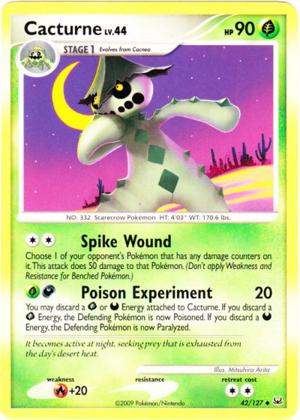 Cacturne LV.44
HP 90
STAGE 1 Evolves from Cacnea
NO. 332 Scarecrow Pokémon HT: 4'03" WT: 170.6 lbs.
Spike Wound
Choose 1 of your opponent's Pokémon that has any damage counters on
it. This attack does 50 damage to that Pokémon. (Don't apply Weakness and
Resistance for Benched Pokémon.)
Poison Experiment 20
You may discard a or Energy attached to Cacturne. If you discard a
Energy, the Defending Pokémon is now Poisoned. If you discard a
Energy, the Defending Pokémon is now Paralyzed.
It becomes active at night, seeking prey that is exhausted from
the day's desert heat.
Illus. Mitsuhiro Arita
weakness resistance retreat cost
+20
©2009 Pokémon/Nintendo
42/127